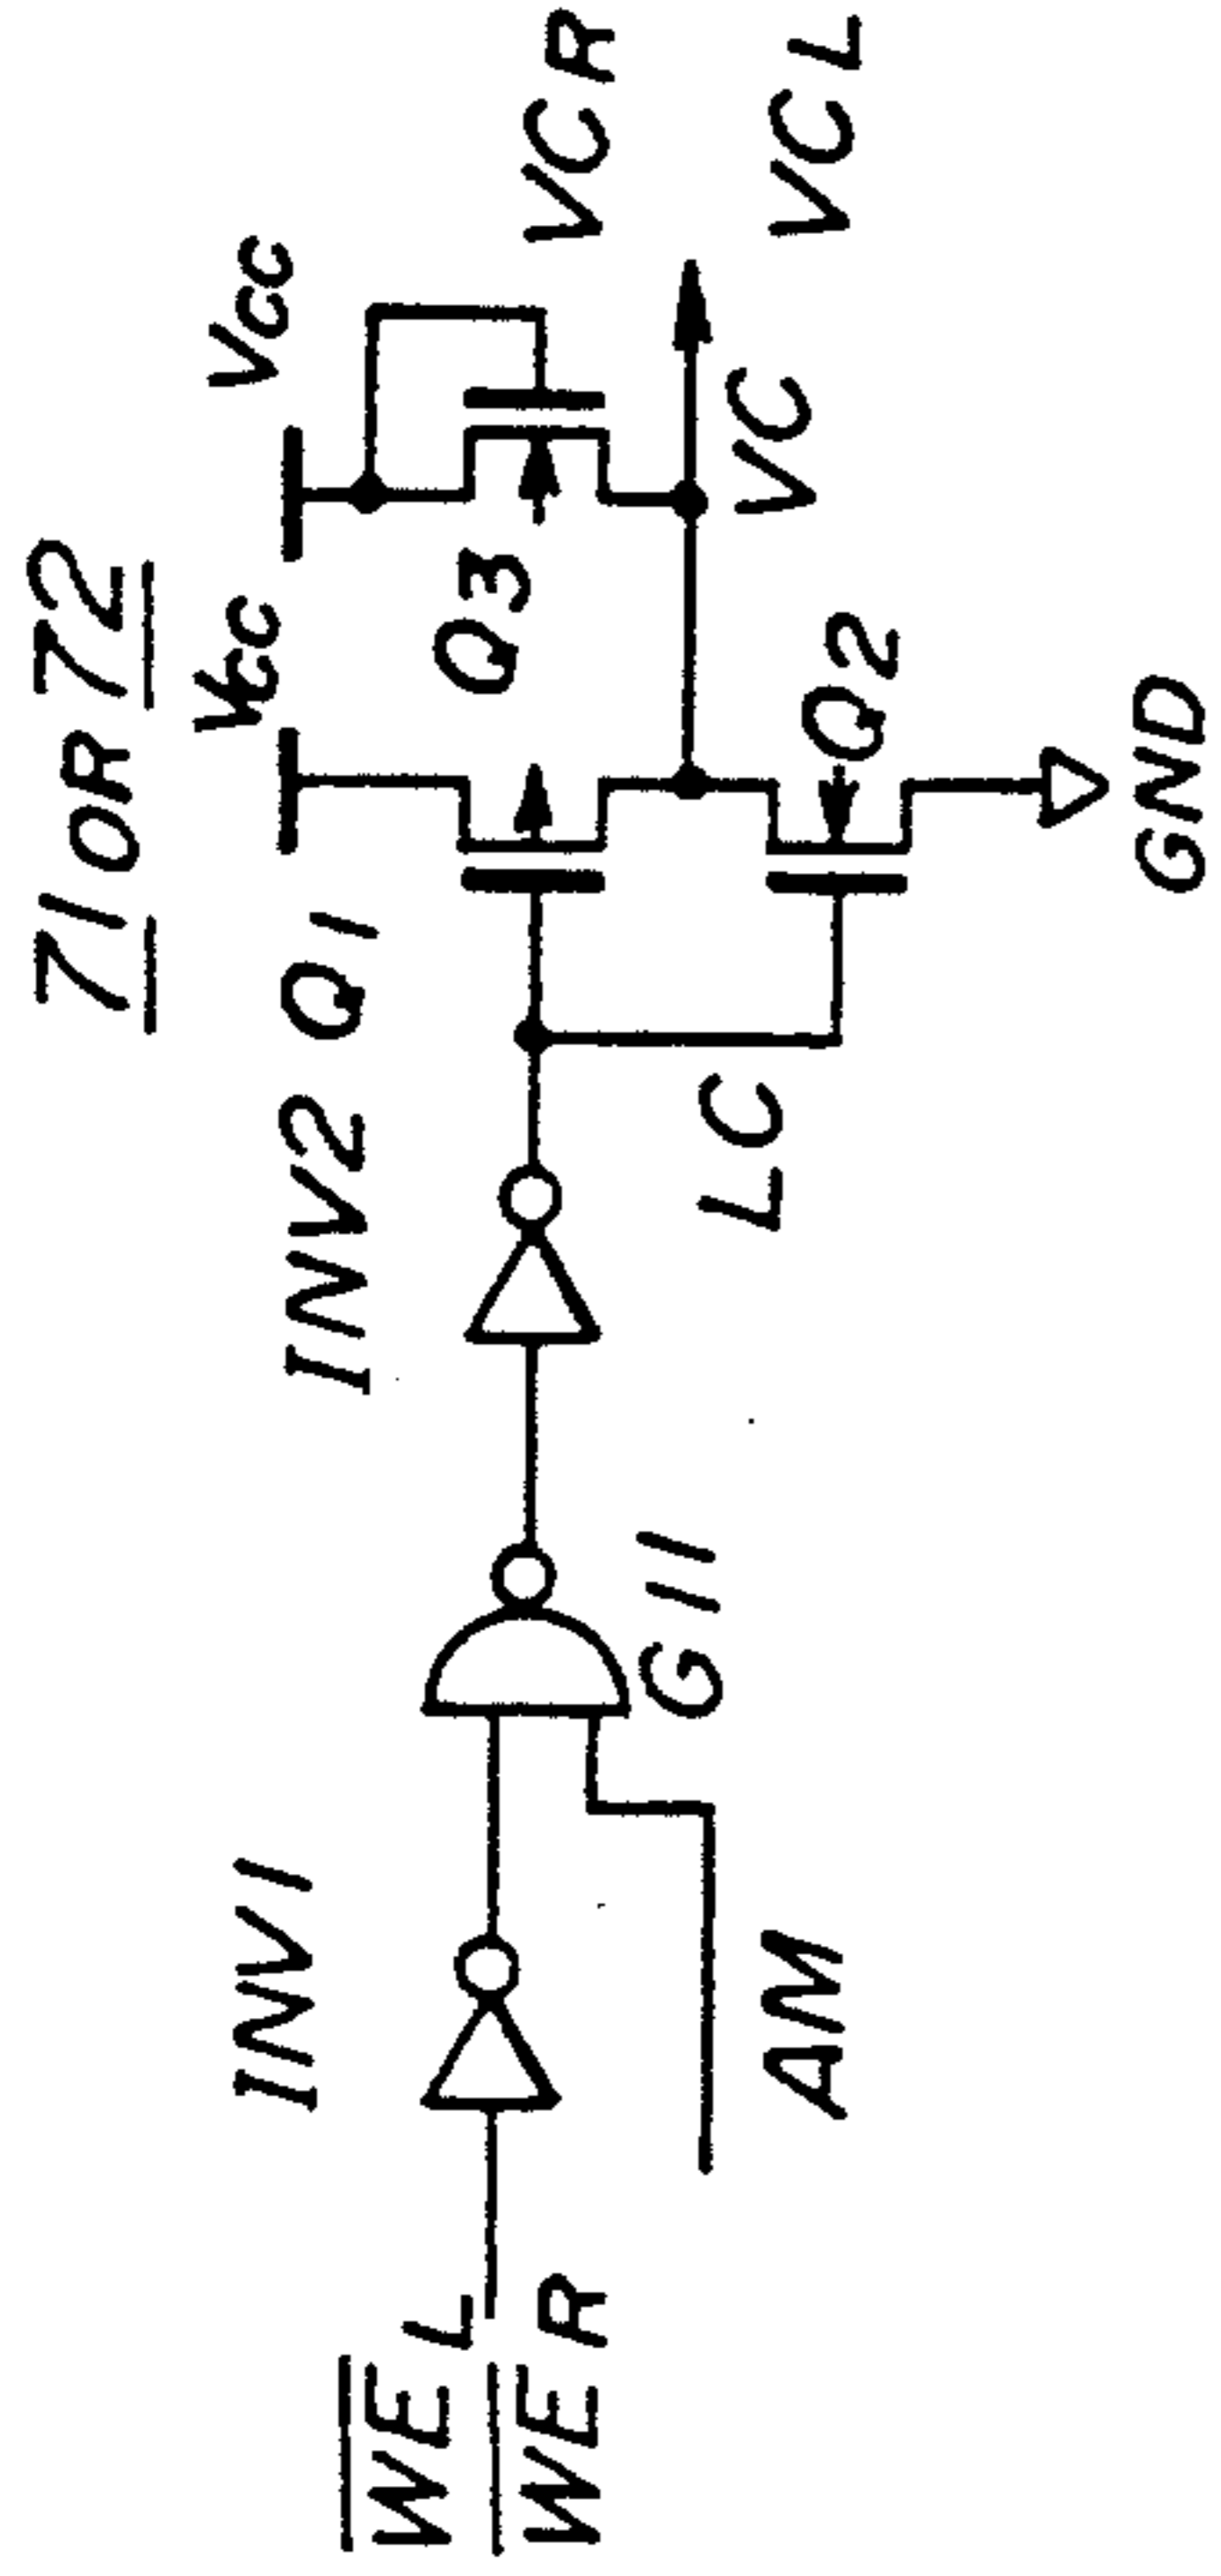 71 OR 72
Vcc
Vcc
INV1
INV2
Q1
Q3
VCR
VCL
WEL
WER
AM
G11
LC
Q2
VC
GND